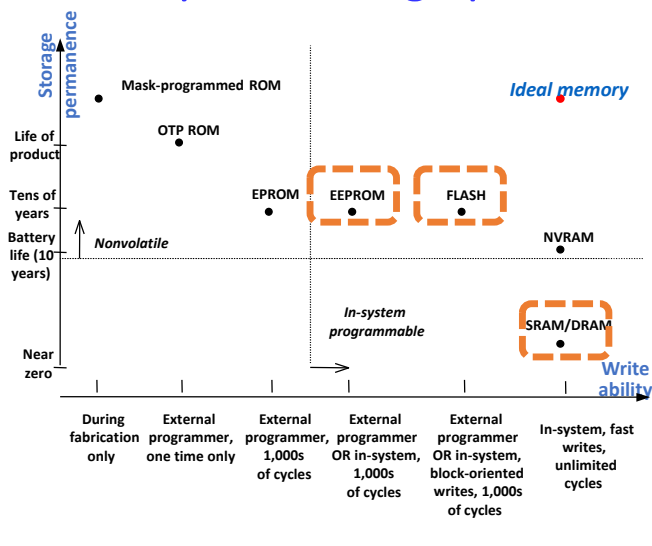 Storage
permanence
Mask-programmed ROM
Ideal memory
OTP ROM
Life of
product
EPROM
EEPROM
FLASH
Tens of
years
Nonvolatile
NVRAM
Battery
life (10
years)
In-system
programmable
SRAM/DRAM
Near
zero
Write
ability
During
fabrication
only
External
programmer,
one time only
External
programmer,
1,000s
of cycles
External
programmer
OR in-system,
1,000s
of cycles
External
programmer
OR in-system,
block-oriented
writes, 1,000s
of cycles
In-system, fast
writes,
unlimited
cycles